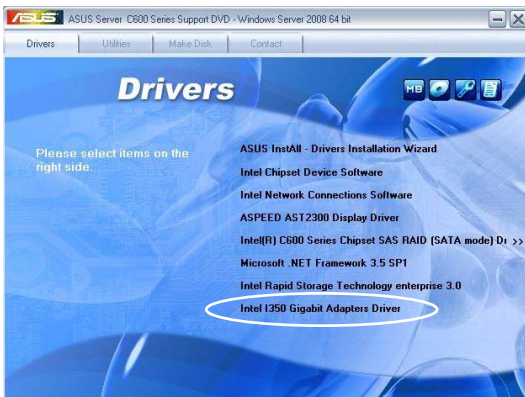 ASUS ASUS Server C600 Series Support DVD - Windows Server 2008 64 bit
Drivers
Utilities
Make Disk
Contact
Drivers
MB
Please select items on the
right side.
ASUS InstAll - Drivers Installation Wizard
Intel Chipset Device Software
Intel Network Connections Software
ASPEED AST2300 Display Driver
Intel(R) C600 Series Chipset SAS RAID (SATA mode) Dr >>
Microsoft .NET Framework 3.5 SP1
Intel Rapid Storage Technology enterprise 3.0
Intel I350 Gigabit Adapters Driver